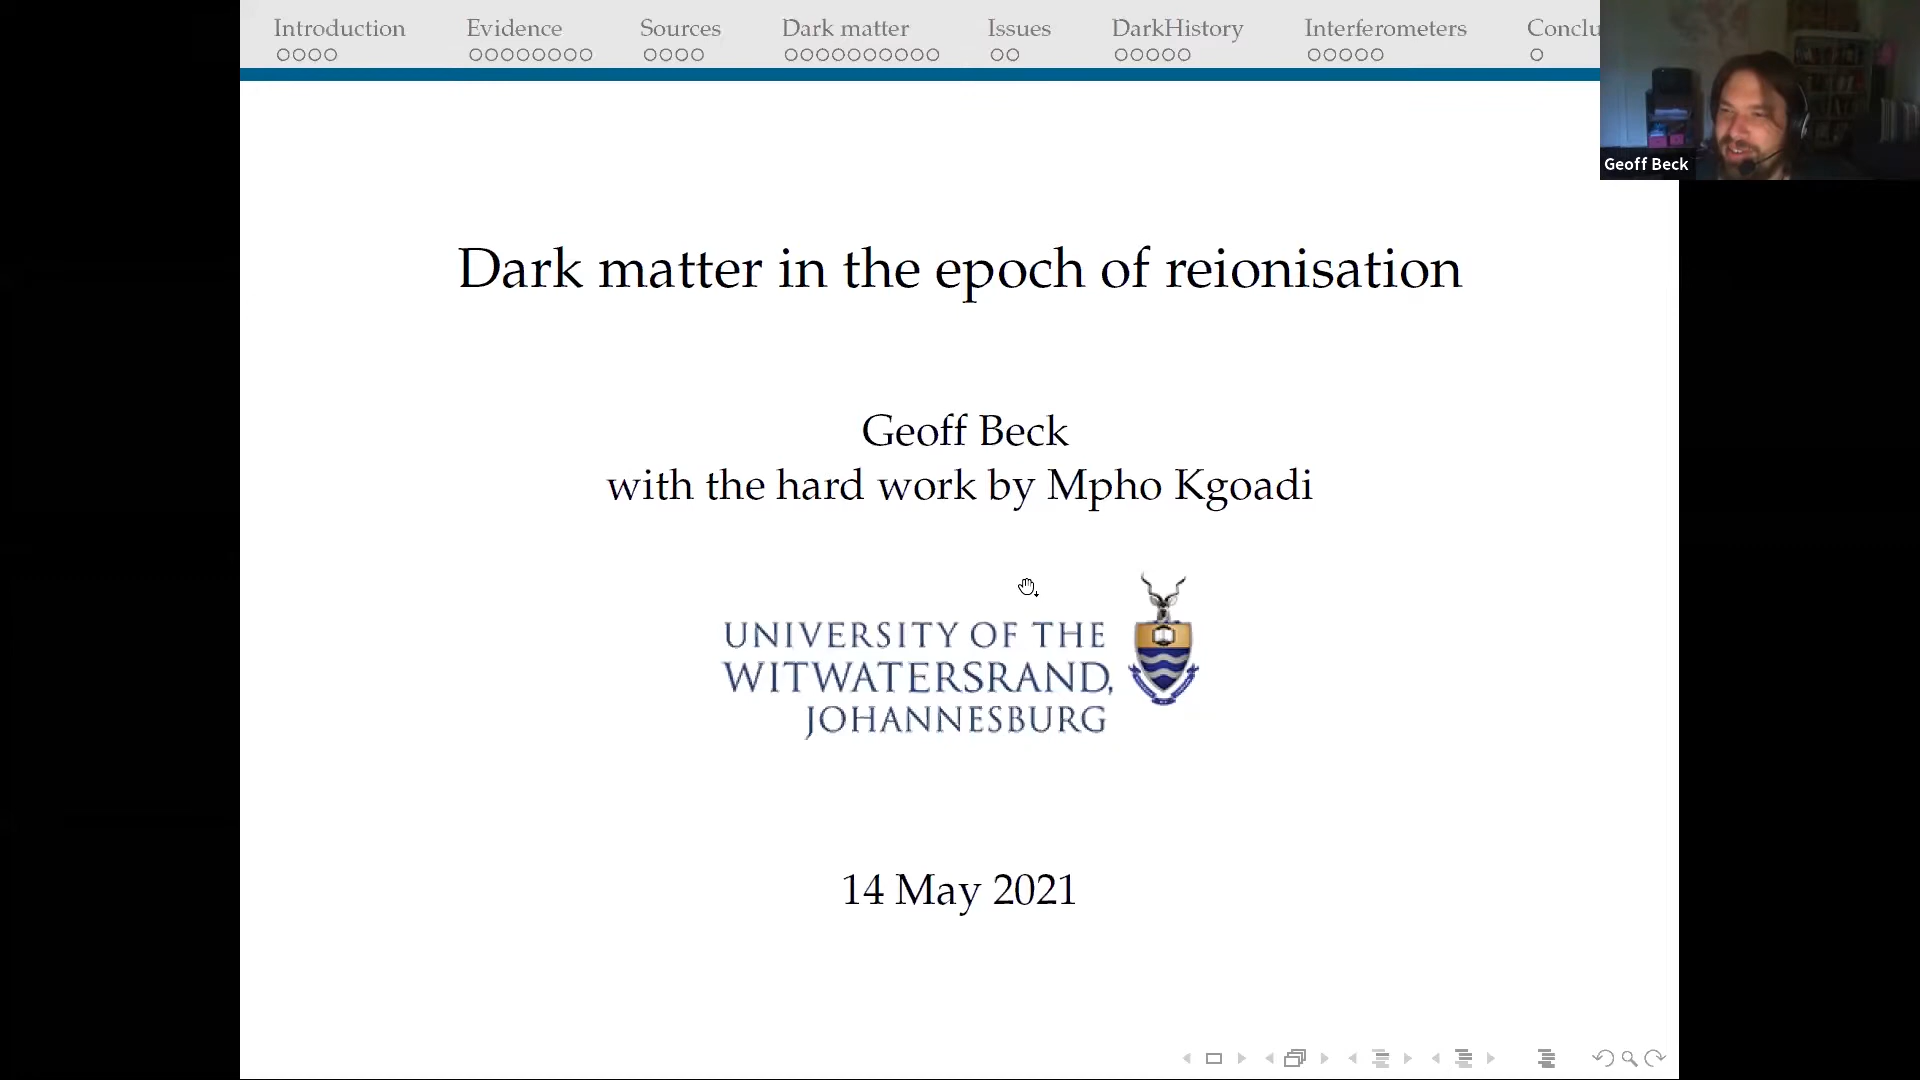 Introduction
Evidence
Sources
Dark matter
Issues
DarkHistory
Interferometers
Conclu
Geoff Beck
Dark matter in the epoch of reionisation
Geoff Beck
with the hard work by Mpho Kgoadi
UNIVERSITY OF THE
WITWATERSRAND,
JOHANNESBURG
14 May 2021